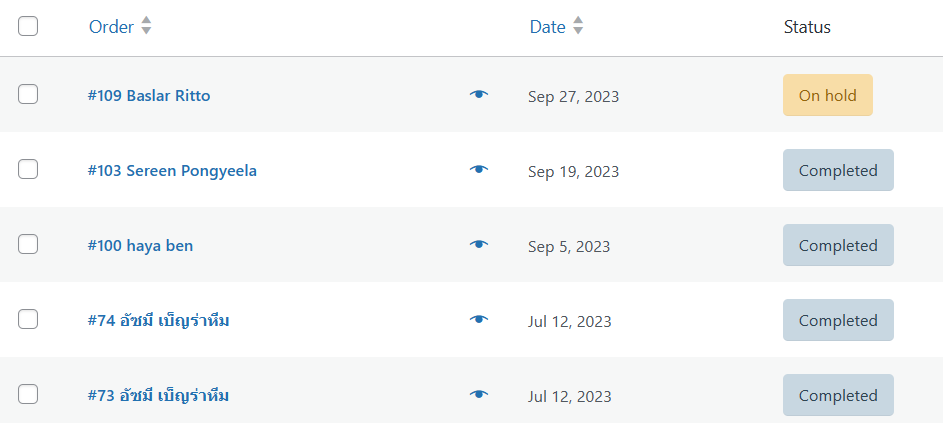 Order Date Status
#109 Baslar Ritto Sep 27, 2023 On hold
#103 Sereen Pongyeela Sep 19, 2023 Completed
#100 haya ben Sep 5, 2023 Completed
#74 อัซมี เบ็ญร่าหีม Jul 12, 2023 Completed
#73 อัซมี เบ็ญร่าหีม Jul 12, 2023 Completed